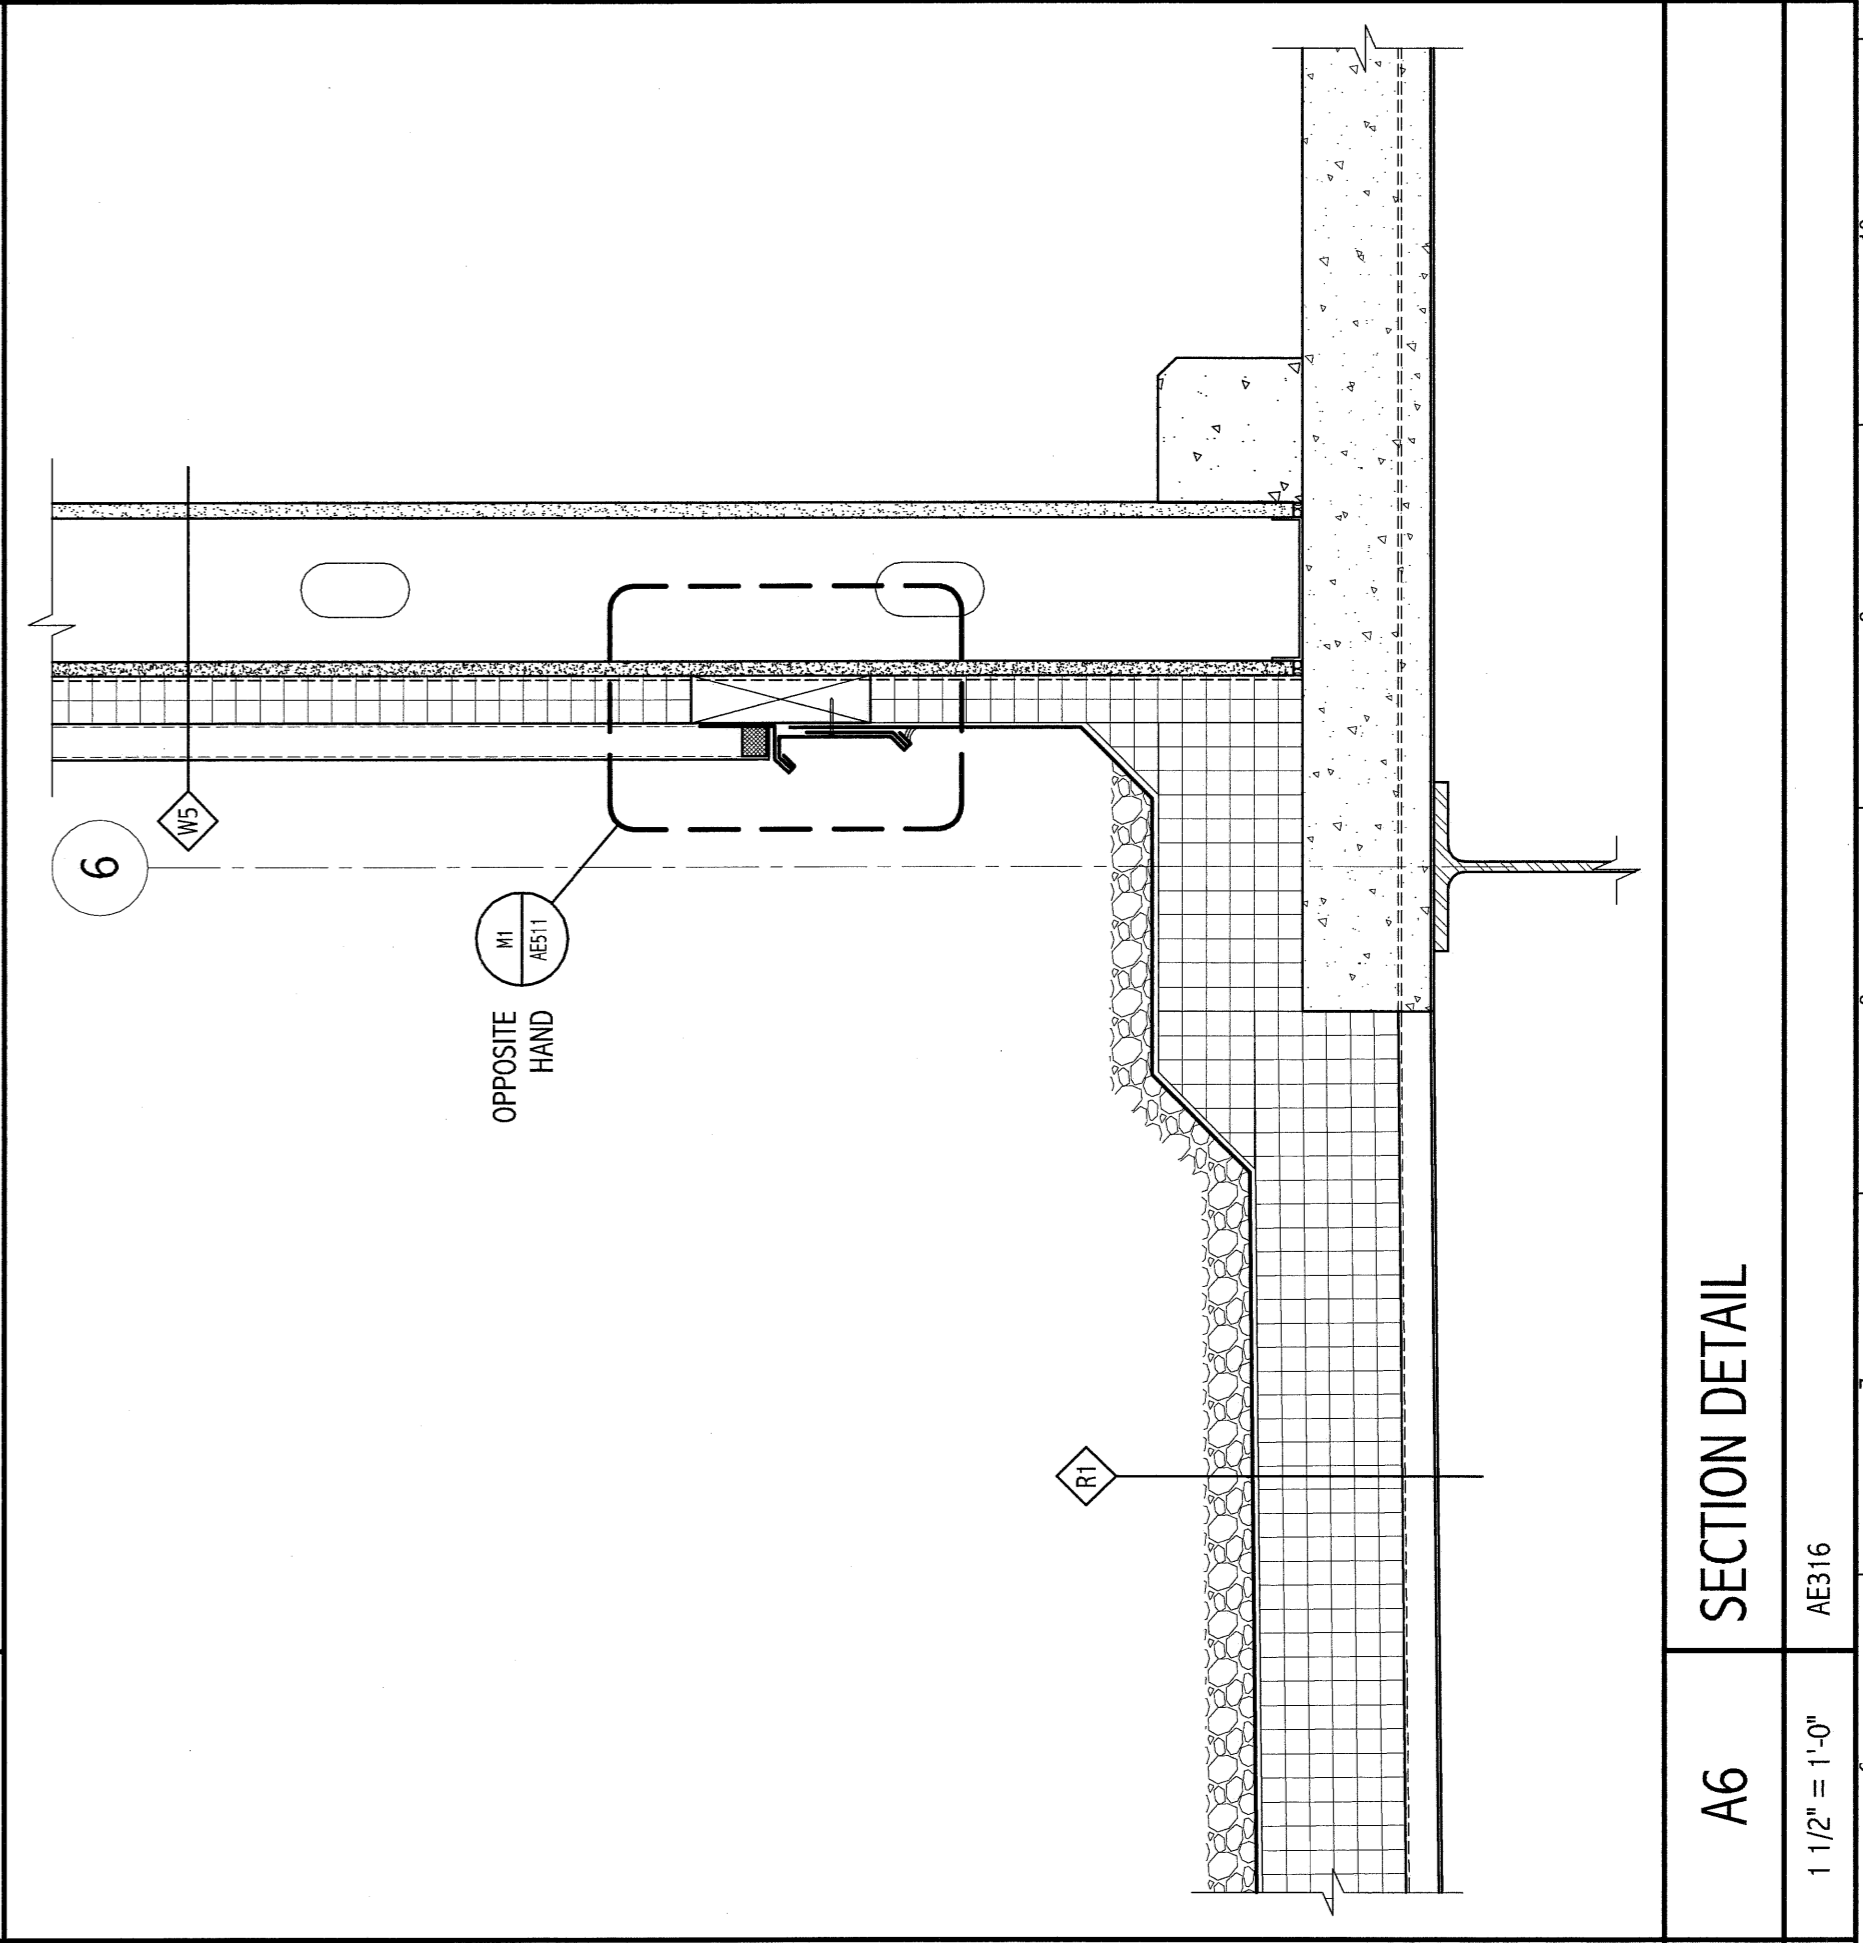 6
W5
M1
AE511
OPPOSITE
HAND
R1
A6
SECTION DETAIL
1 1/2" = 1'-0"
AE316